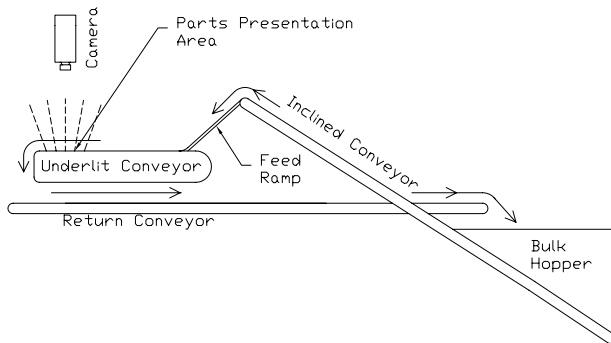 Parts Presentation
Area
Camera
Inclined Conveyor
Underlit Conveyor
Feed
Ramp
Return Conveyor
Bulk
Hopper